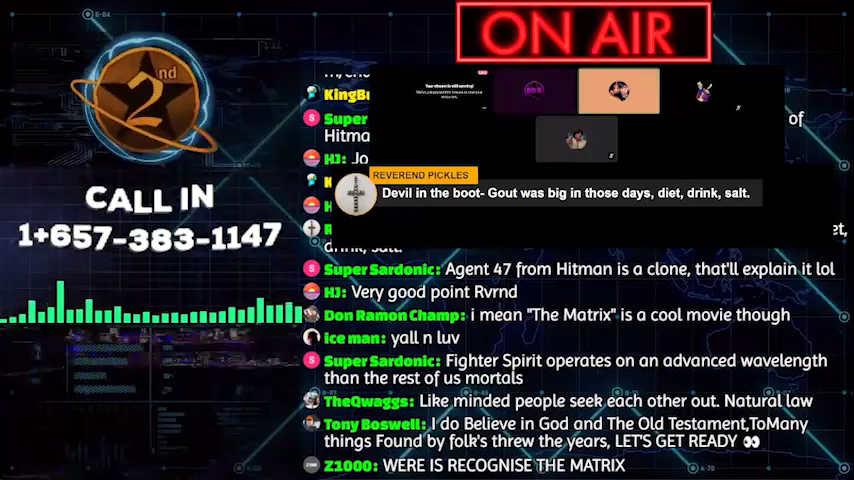 ON AIR
2nd
CALL IN
1+657-383-1147
KingBu
Super
of
Hitma
HJ: Jo
REVEREND PICKLES
Devil in the boot- Gout was big in those days, diet, drink, salt.
et,
drink, salt.
Super Sardonic: Agent 47 from Hitman is a clone, that'll explain it lol
HJ: Very good point Rvrnd
Don Ramon Champ: i mean "The Matrix" is a cool movie though
ice man: yall n luv
Super Sardonic: Fighter Spirit operates on an advanced wavelength
than the rest of us mortals
TheQwaggs: Like minded people seek each other out. Natural law
Tony Boswell: I do Believe in God and The Old Testament,ToMany
things Found by folk's threw the years, LET'S GET READY 👀
Z1000: WERE IS RECOGNISE THE MATRIX